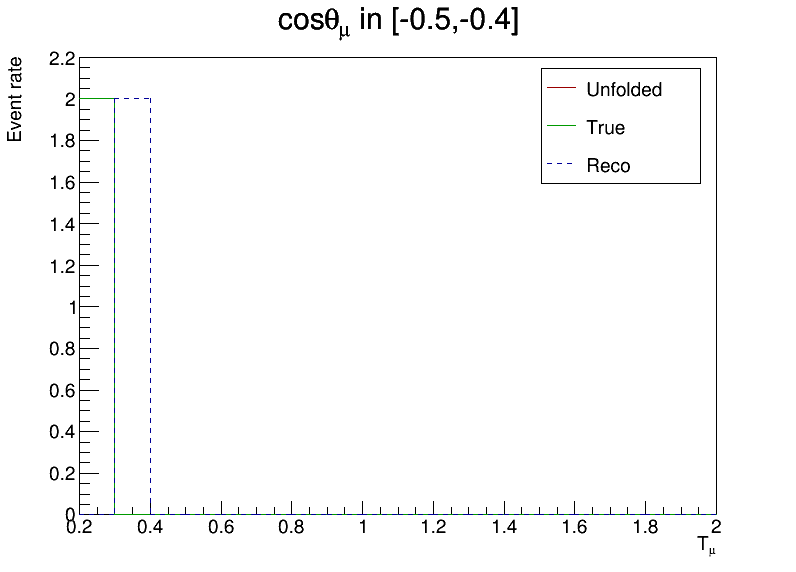 cosθμ in [-0.5,-0.4]
Event rate
2.2
2
1.8
1.6
1.4
1.2
1
0.8
0.6
0.4
0.2
0
Unfolded
True
Reco
0.2 0.4 0.6 0.8 1 1.2 1.4 1.6 1.8 2
Tμ